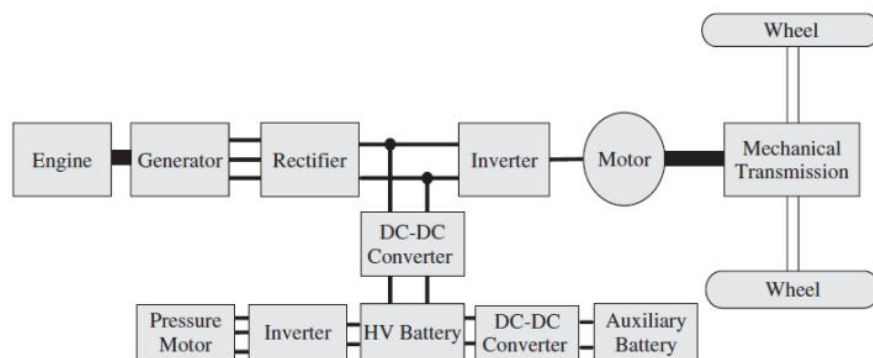 Wheel
Engine
Generator
Rectifier
Inverter
Motor
Mechanical
Transmission
DC-DC
Converter
Wheel
Pressure
Motor
Inverter
HV Battery
DC-DC
Converter
Auxiliary
Battery